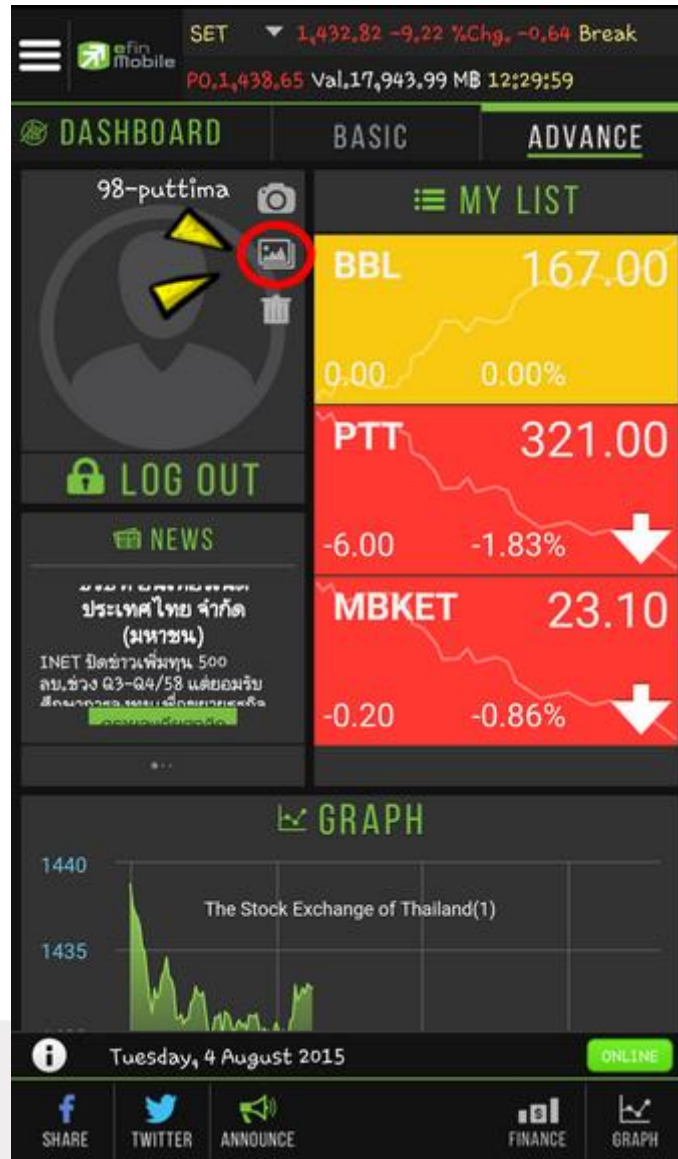 efin
mobile
SET 1,432.82 -9.22 %Chg. -0.64 Break
PO.1,438.65 Val.17,943.99 M฿ 12:29:59
DASHBOARD
BASIC
ADVANCE
98-puttima
LOG OUT
MY LIST
BBL 167.00
0.00 0.00%
PTT 321.00
-6.00 -1.83%
MBKET 23.10
-0.20 -0.86%
NEWS
ประเทศไทย จำกัด
(มหาชน)
INET ปิดข่าวเพิ่มทุน 500
ลบ.ช่วง Q3-Q4/58 แต่ยอมรับ
GRAPH
The Stock Exchange of Thailand(1)
1440
1435
Tuesday, 4 August 2015
ONLINE
SHARE
TWITTER
ANNOUNCE
FINANCE
GRAPH